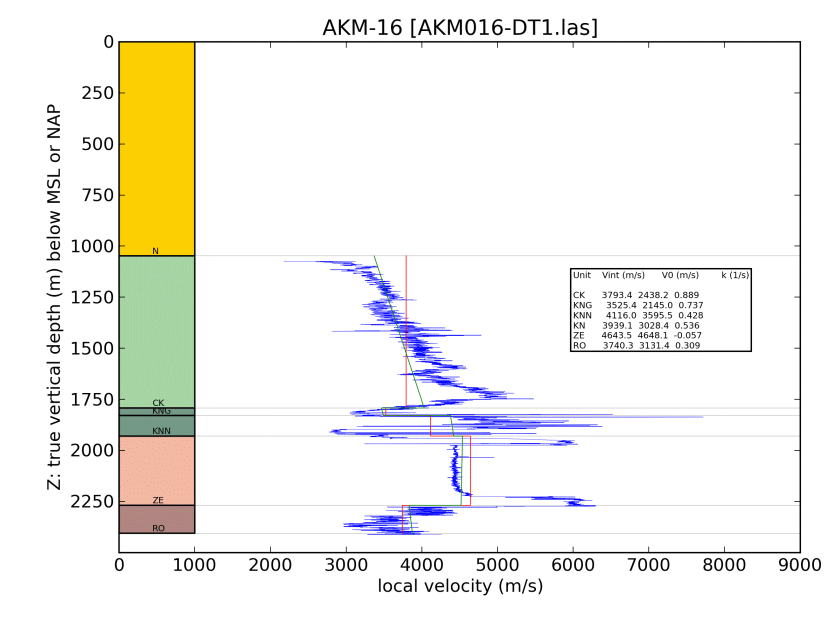 AKM-16 [AKM016-DT1.las]
Z: true vertical depth (m) below MSL or NAP
0
250
500
750
1000
1250
1500
1750
2000
2250
N
CK
KNG
KNN
ZE
RO
Unit Vint (m/s) V0 (m/s) k (1/s)
CK 3793.4 2438.2 0.889
KNG 3525.4 2145.0 0.737
KNN 4116.0 3595.5 0.428
KN 3939.1 3028.4 0.536
ZE 4643.5 4648.1 -0.057
RO 3740.3 3131.4 0.309
0 1000 2000 3000 4000 5000 6000 7000 8000 9000
local velocity (m/s)